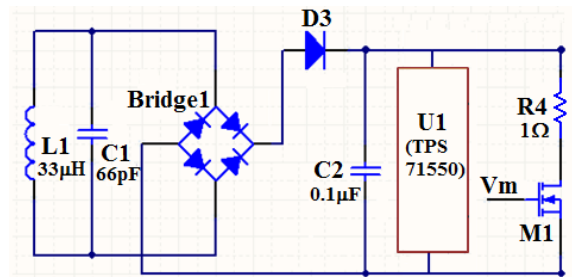 D3
Bridge1
L1
33μH
C1
66pF
C2
0.1μF
U1
(TPS
71550)
R4
1Ω
Vm
M1